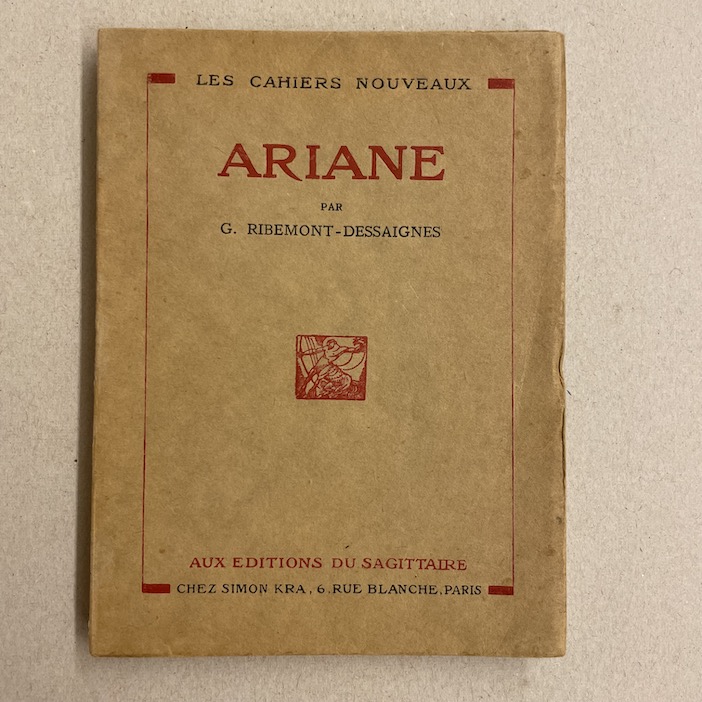 LES CAHIERS NOUVEAUX
ARIANE
PAR
G. RIBEMONT-DESSAIGNES
AUX EDITIONS DU SAGITTAIRE
CHEZ SIMON KRA, 6, RUE BLANCHE, PARIS